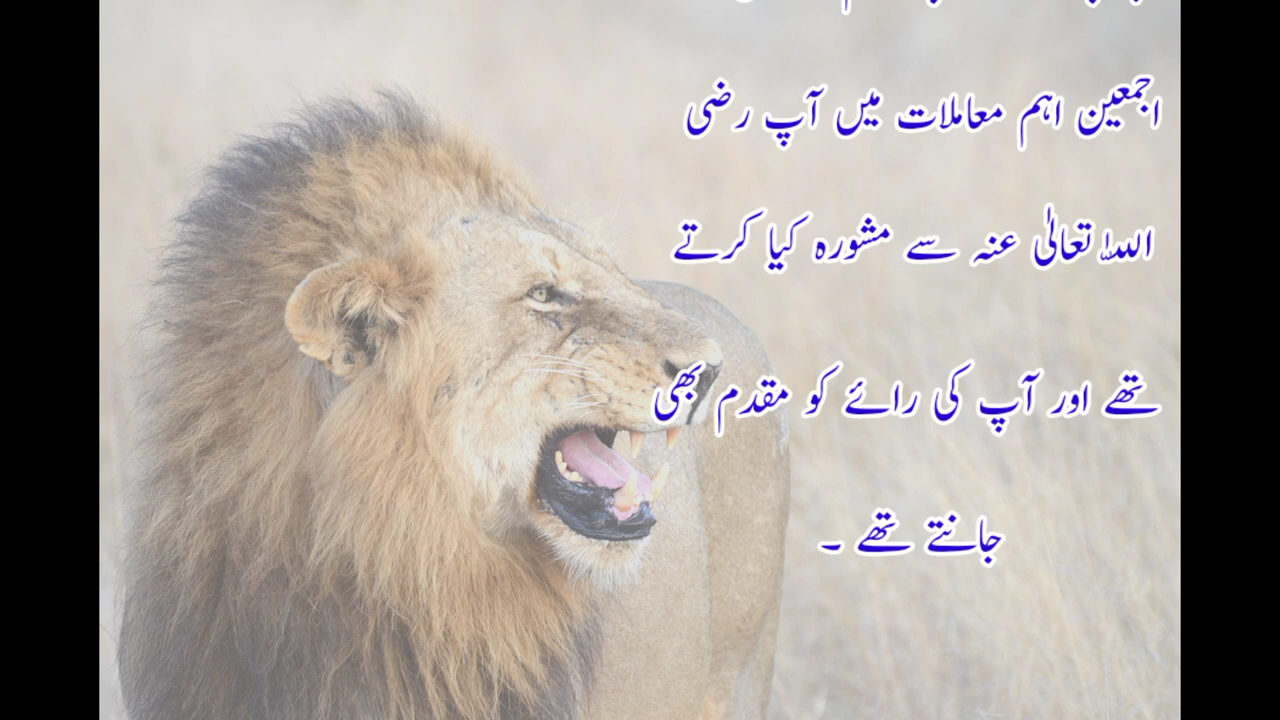 اجمعین اہم معاملات میں آپ رضی
اللہ تعالیٰ عنہ سے مشورہ کیا کرتے
تھے اور آپ کی رائے کو مقدم بھی
جانتے تھے ۔